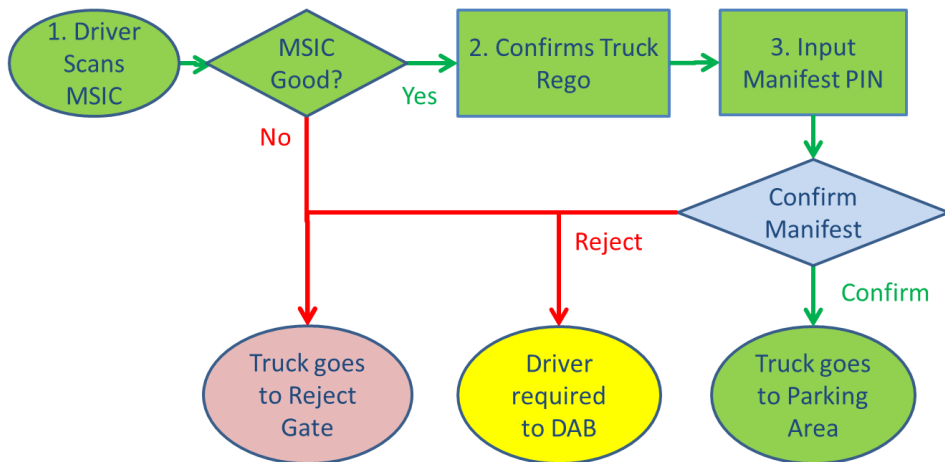 1. Driver
Scans
MSIC
MSIC
Good?
Yes
2. Confirms Truck
Rego
3. Input
Manifest PIN
No
Confirm
Manifest
Reject
Confirm
Truck goes
to Reject
Gate
Driver
required
to DAB
Truck goes
to Parking
Area